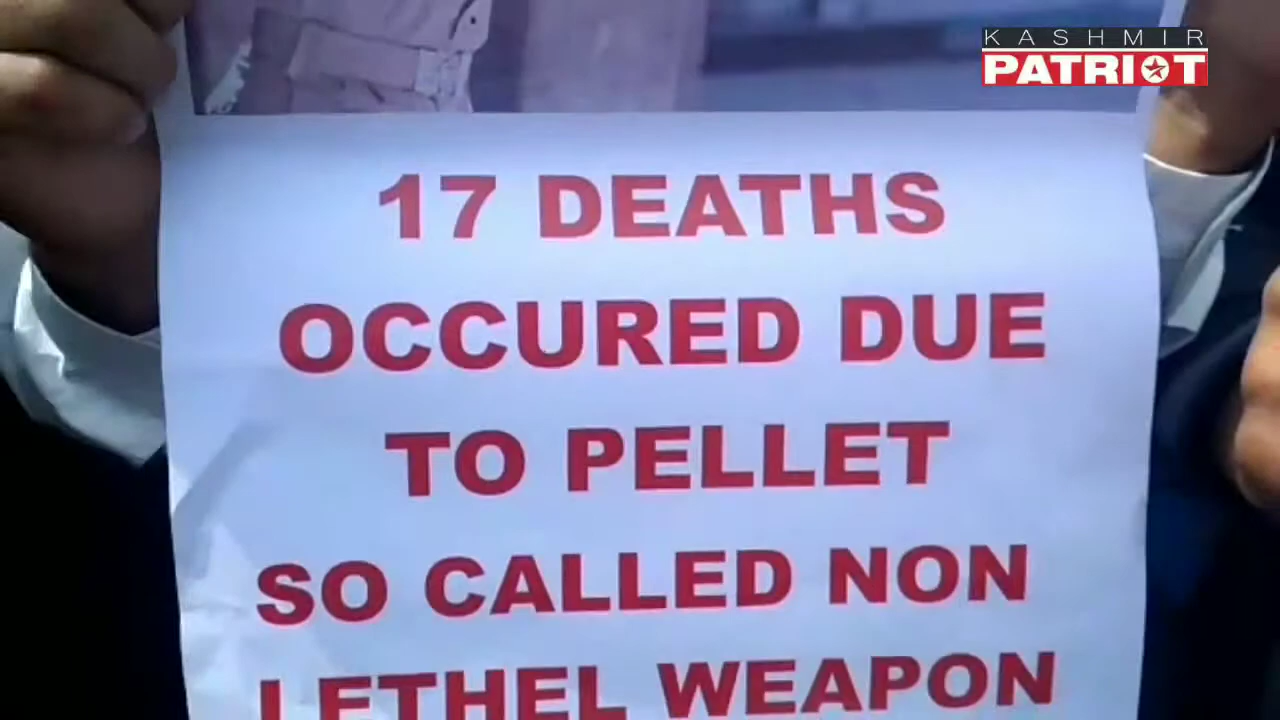 KASHMIR
PATRIOT
17 DEATHS
OCCURED DUE
TO PELLET
SO CALLED NON
LETHEL WEAPON